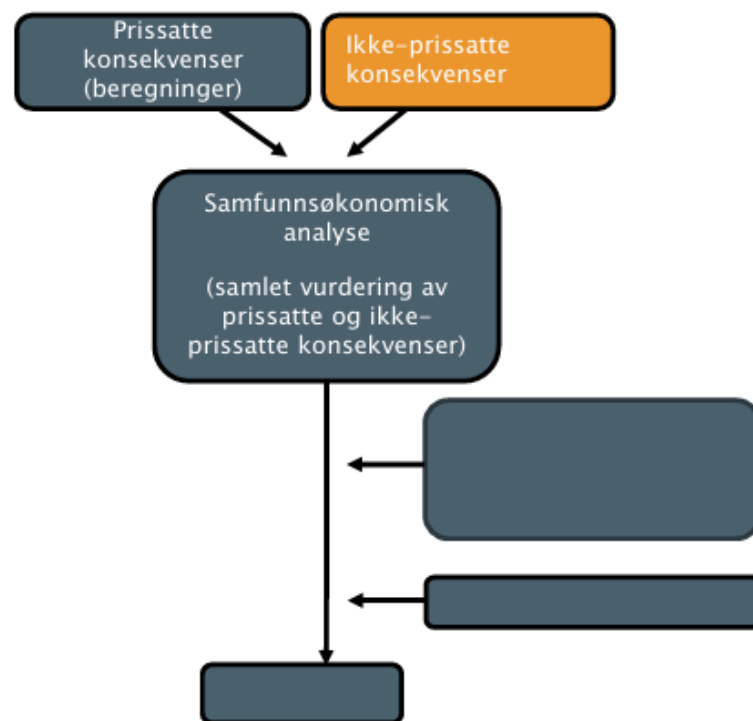 Prissatte
konsekvenser
(beregninger)
Ikke-prissatte
konsekvenser
Samfunnsøkonomisk
analyse
(samlet vurdering av
prissatte og ikke-
prissatte konsekvenser)